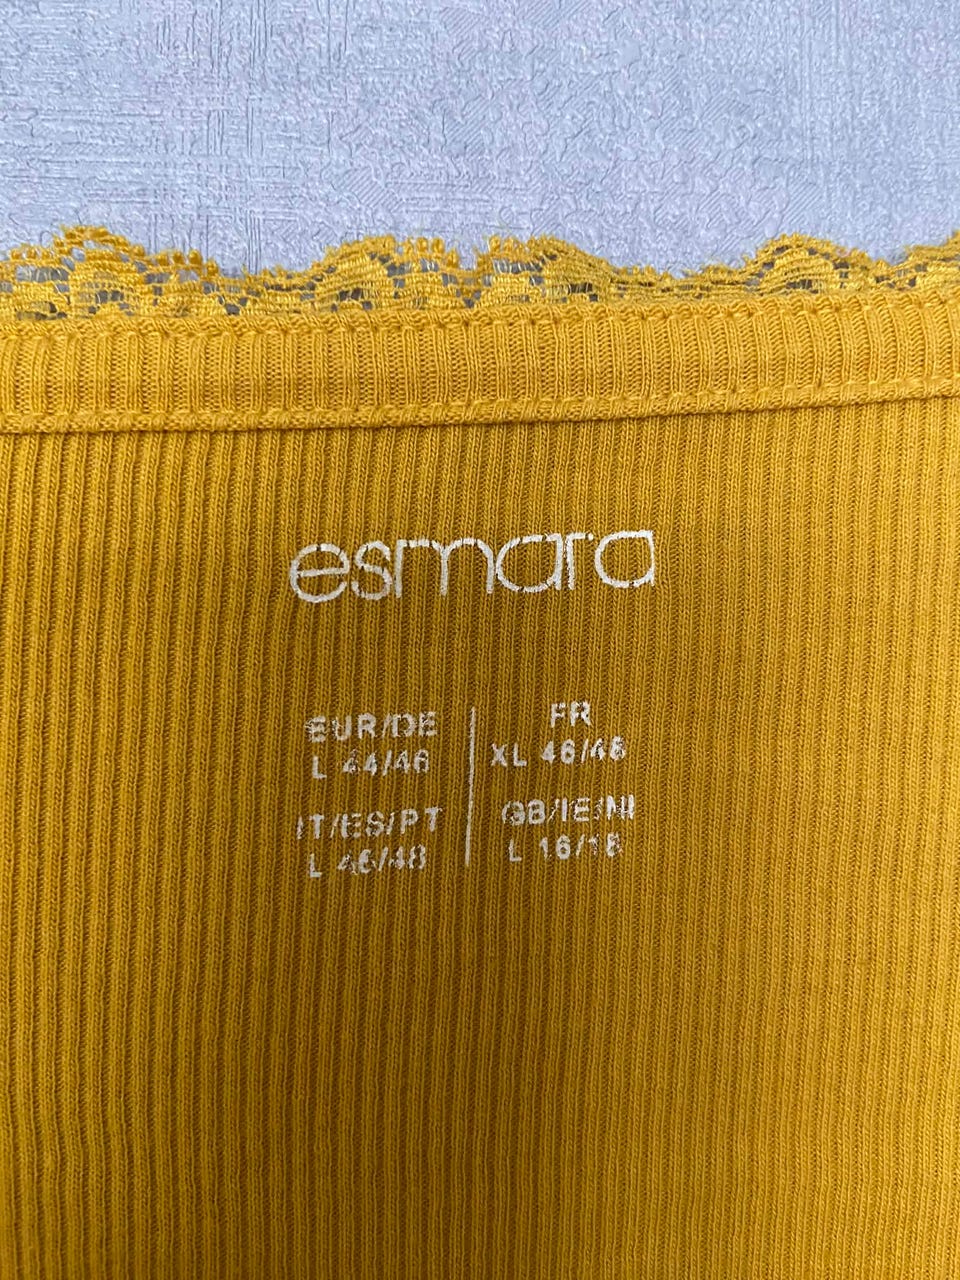 esmara
EUR/DE
L 44/46
FR
XL 46/48
IT/ES/PT
L 46/48
GB/IE/NI
L 16/18